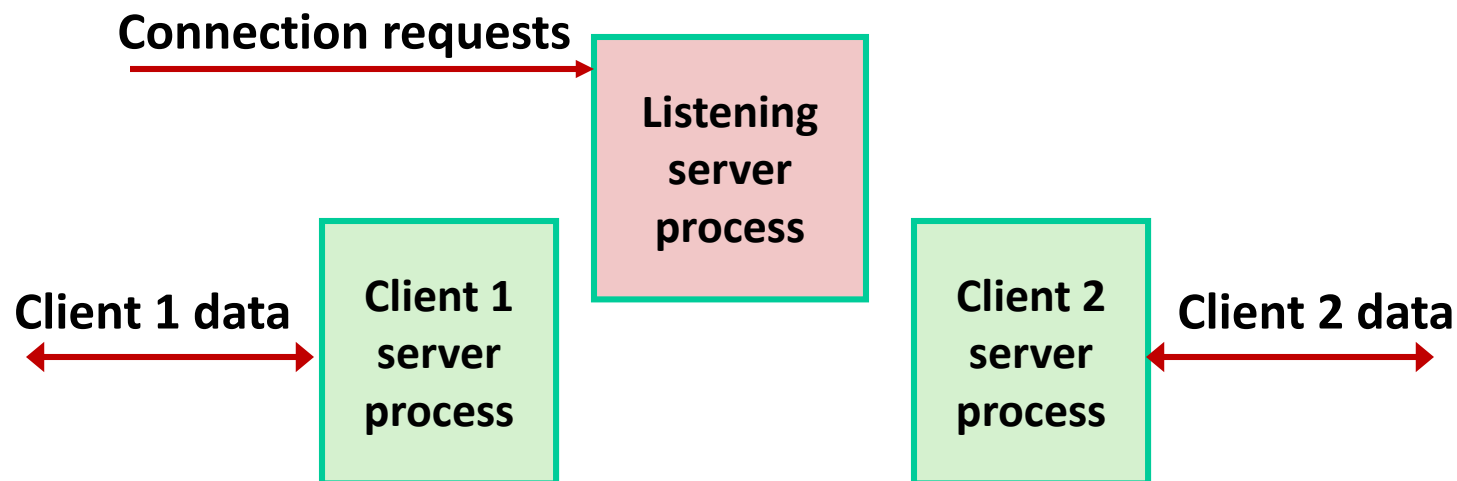 Connection requests
Listening
server
process
Client 1 data
Client 1
server
process
Client 2
server
process
Client 2 data